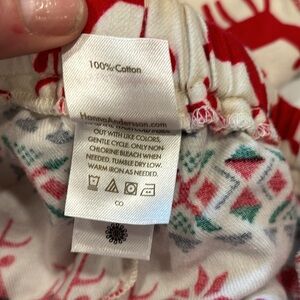 100% Cotton
HannaAndersson.com
OUT WITH LIKE COLORS,
GENTLE CYCLE. ONLY NON-
CHLORINE BLEACH WHEN
NEEDED. TUMBLE DRY LOW.
WARM IRON AS NEEDED.
CO